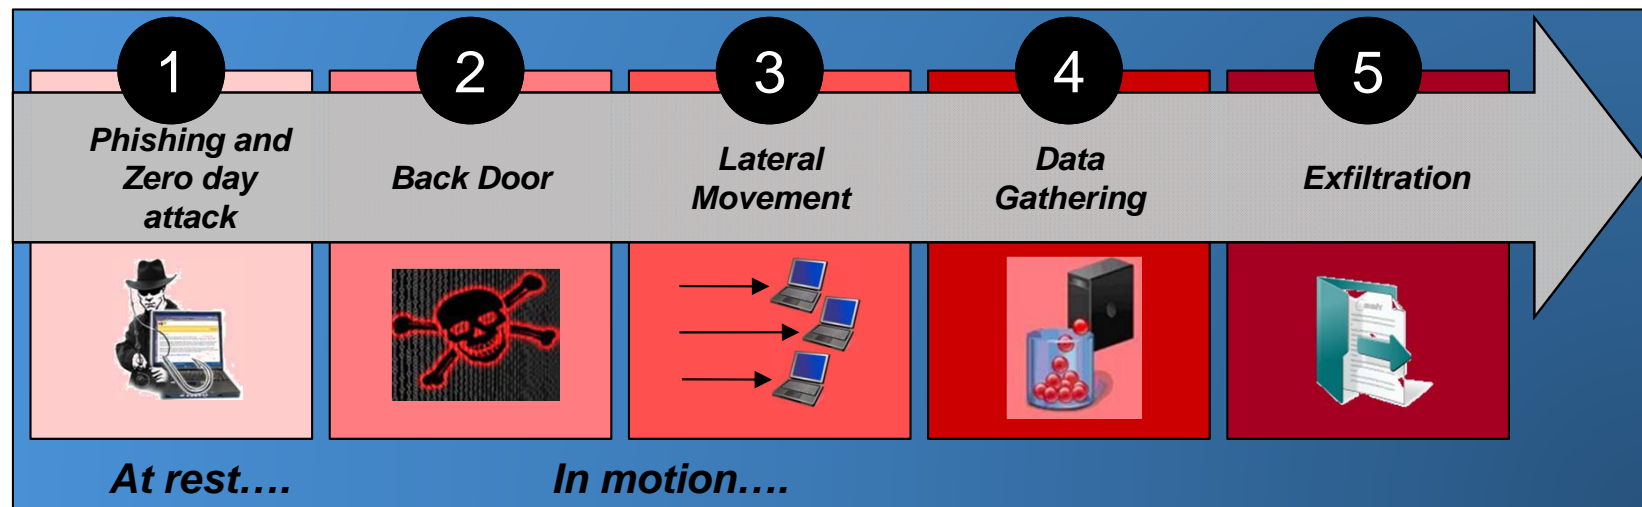 1
Phishing and
Zero day
attack
2
Back Door
3
Lateral
Movement
4
Data
Gathering
5
Exfiltration
At rest....
In motion....